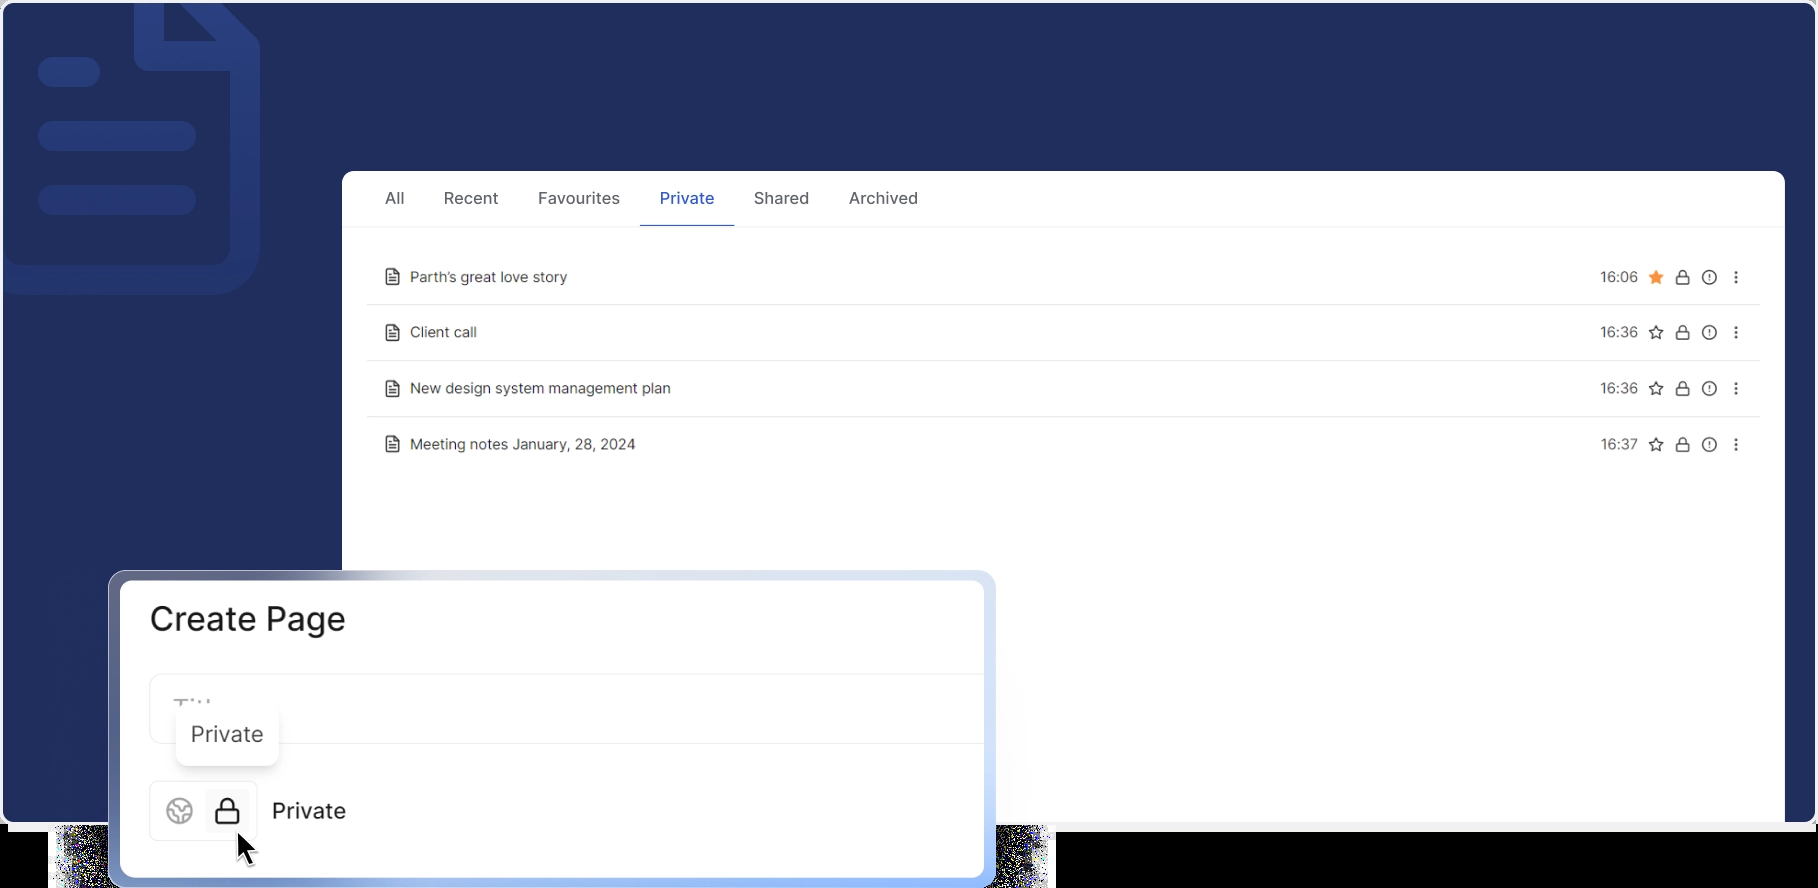 All Recent Favourites Private Shared Archived
Parth's great love story 16:06
Client call 16:36
New design system management plan 16:36
Meeting notes January, 28, 2024 16:37
Create Page
Private
Private